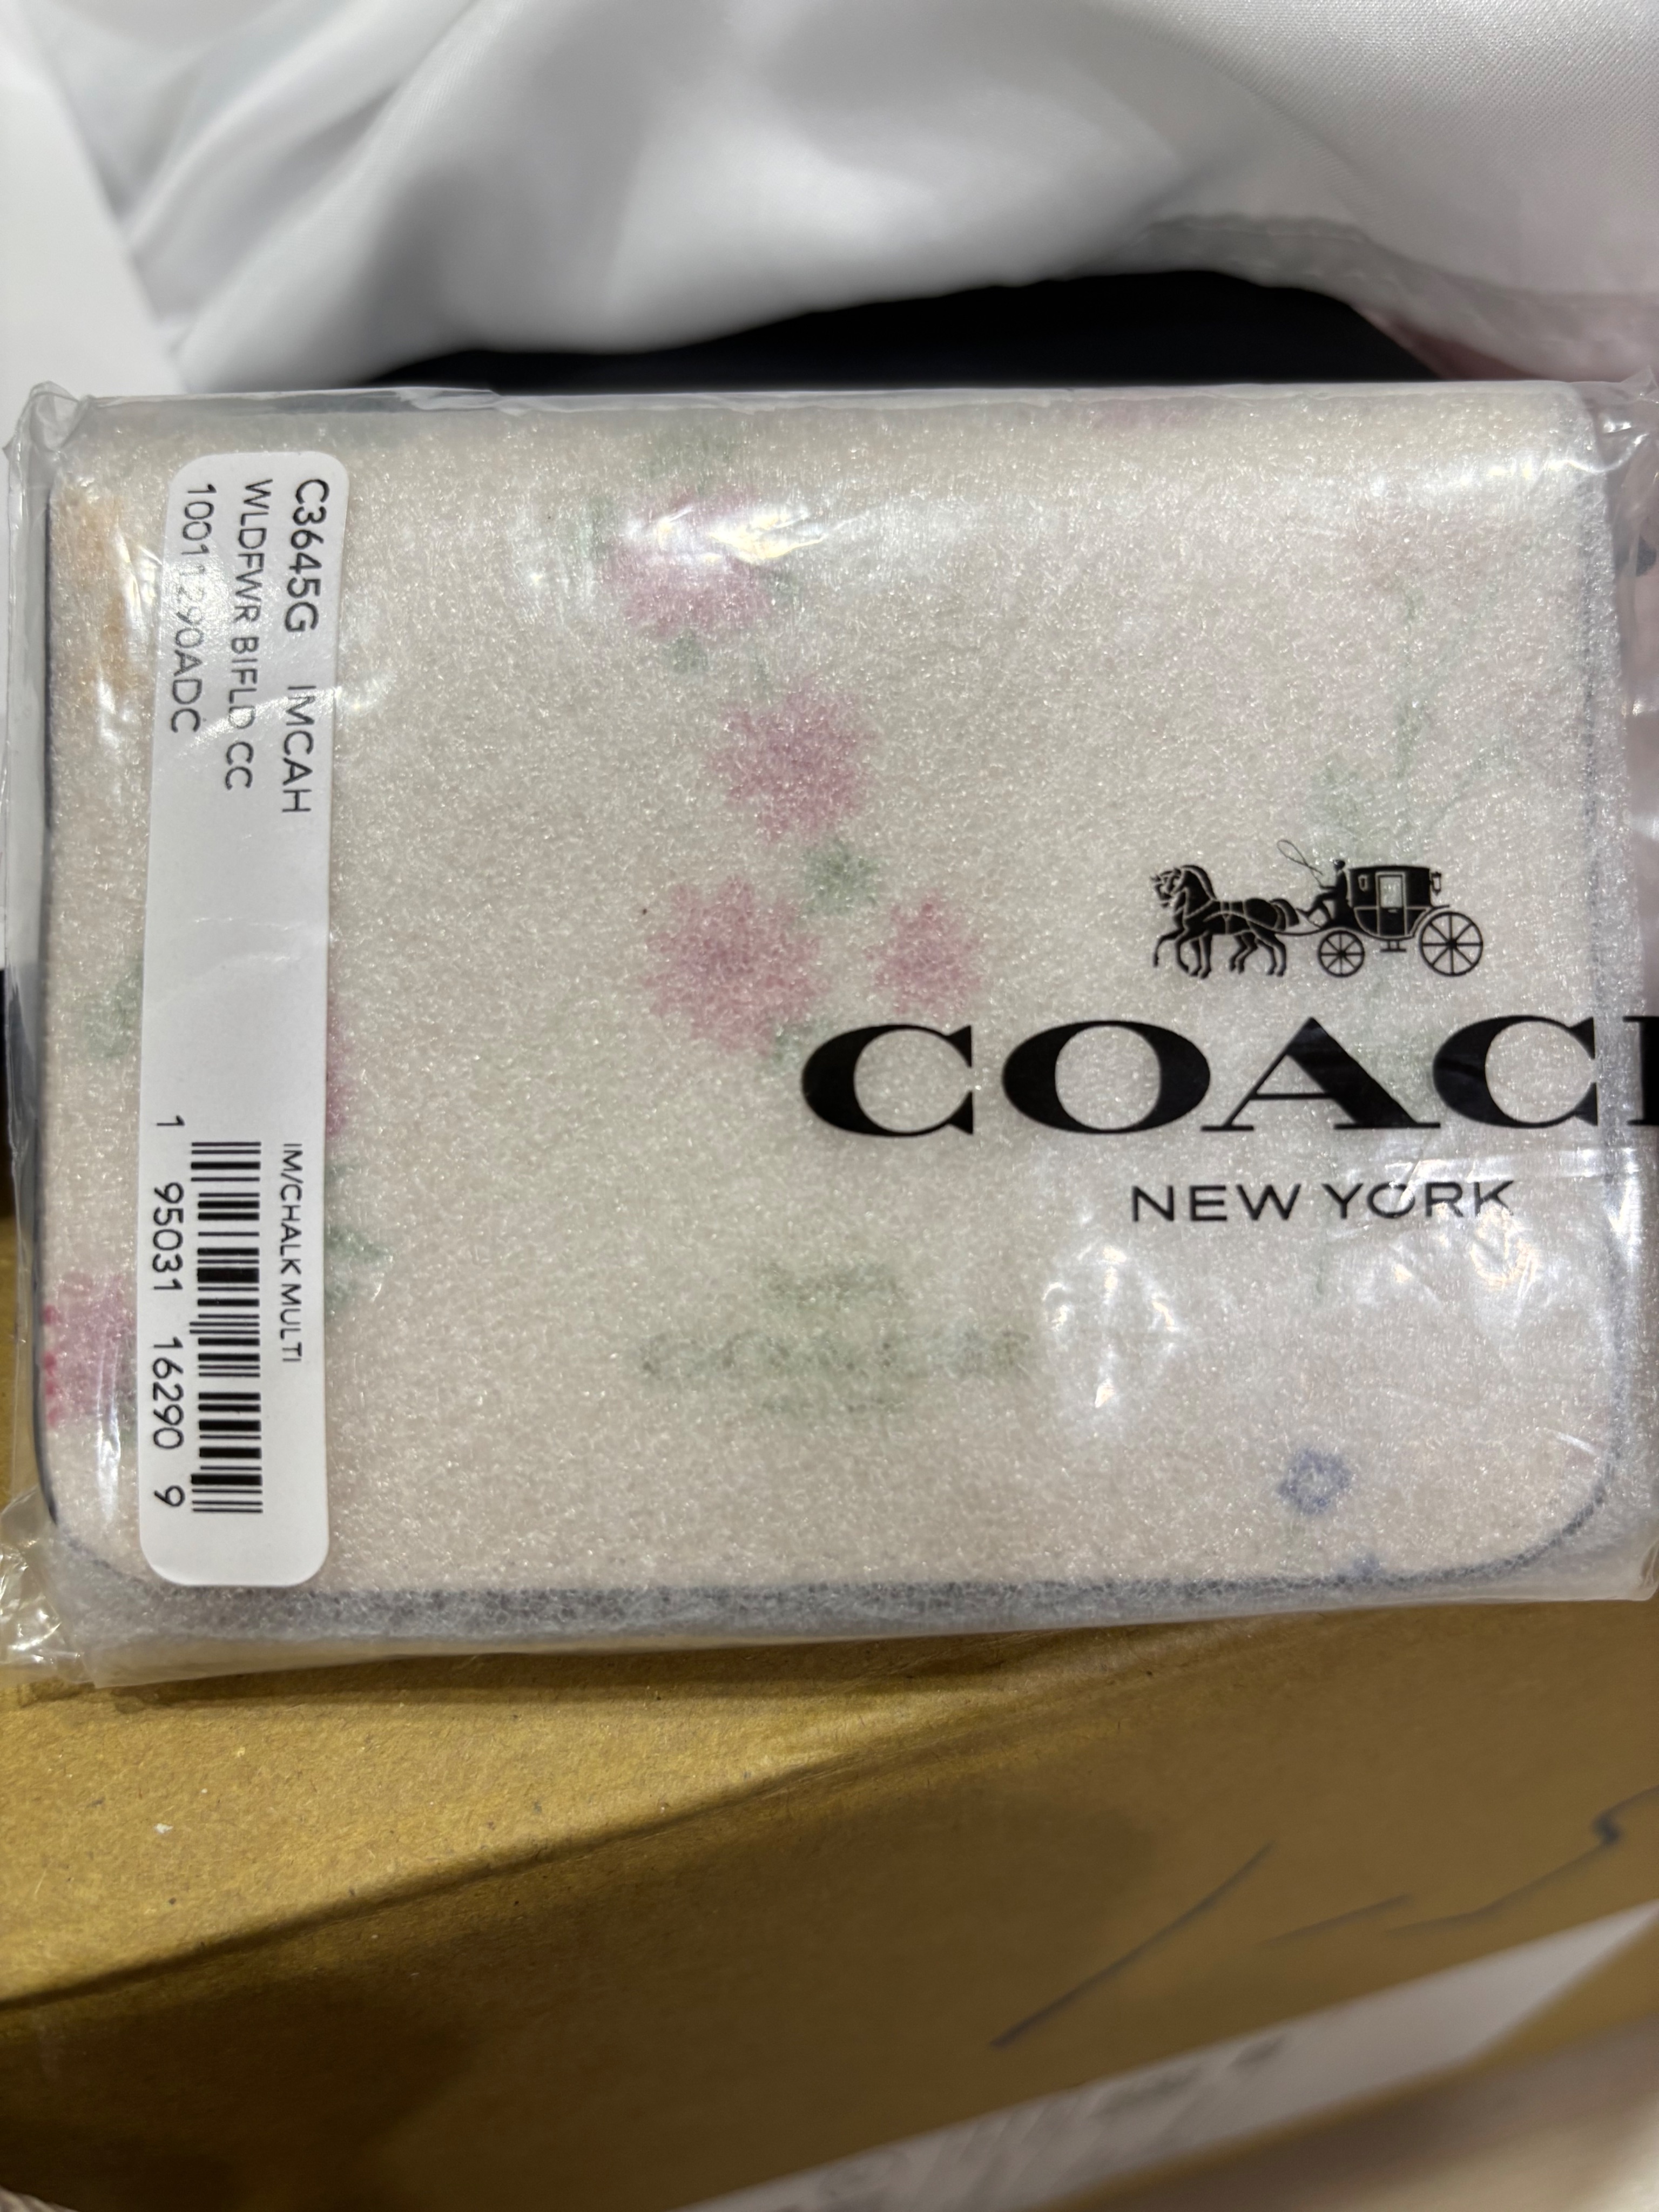 C3645G IMCAH
WLDFWR BIFLD CC
10011290ADC
IM/CHALK MULTI
1 95031 16290 9
COACH
NEW YORK